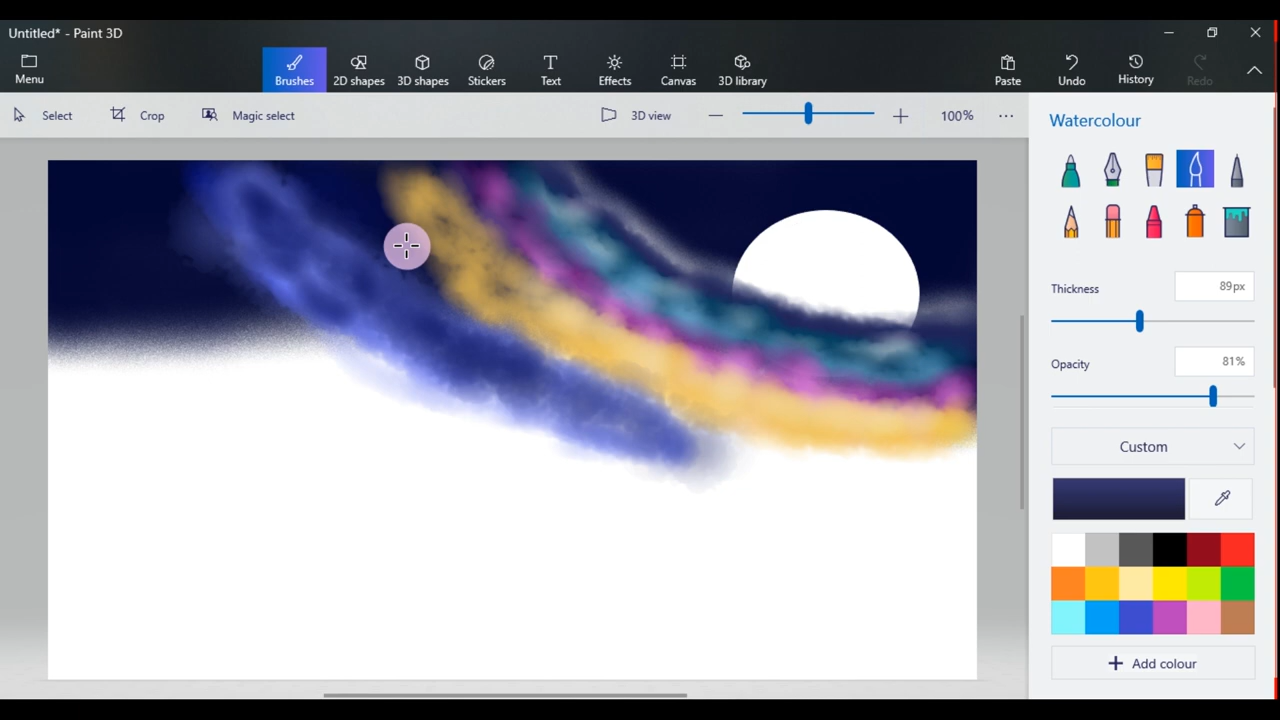 Untitled* - Paint 3D
Menu
Brushes
2D shapes
3D shapes
Stickers
Text
Effects
Canvas
3D library
Paste
Undo
History
Redo
Select
Crop
Magic select
3D view
100%
Watercolour
Thickness
89px
Opacity
81%
Custom
Add colour